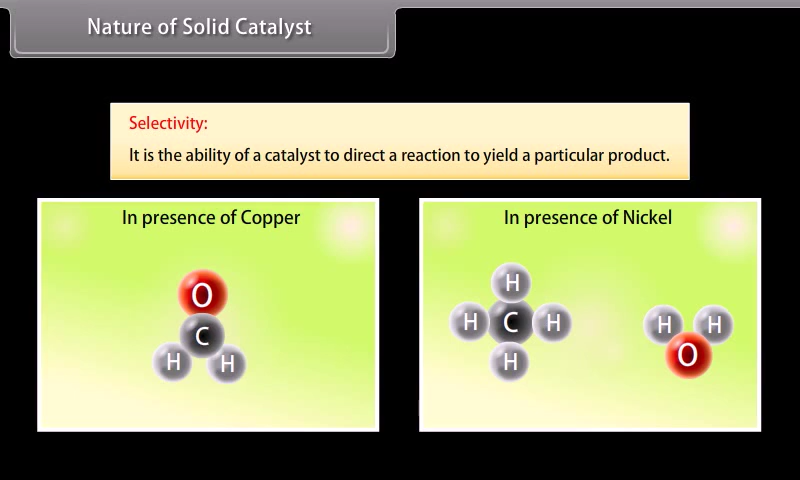 Nature of Solid Catalyst
Selectivity:
It is the ability of a catalyst to direct a reaction to yield a particular product.
In presence of Copper
O
C
H H
In presence of Nickel
H
H C H
H
H H
O